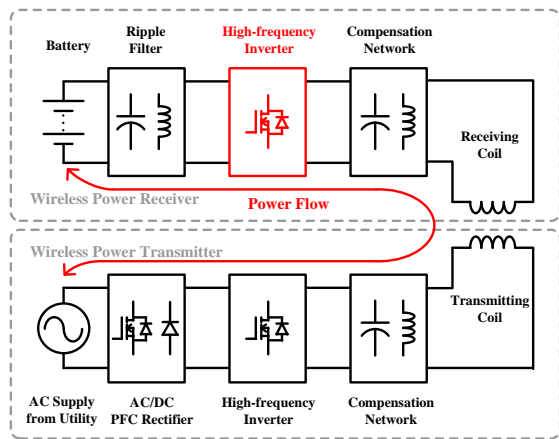 Battery
Ripple
Filter
High-frequency
Inverter
Compensation
Network
Receiving
Coil
Wireless Power Receiver
Power Flow
Wireless Power Transmitter
Transmitting
Coil
AC Supply
from Utility
AC/DC
PFC Rectifier
High-frequency
Inverter
Compensation
Network